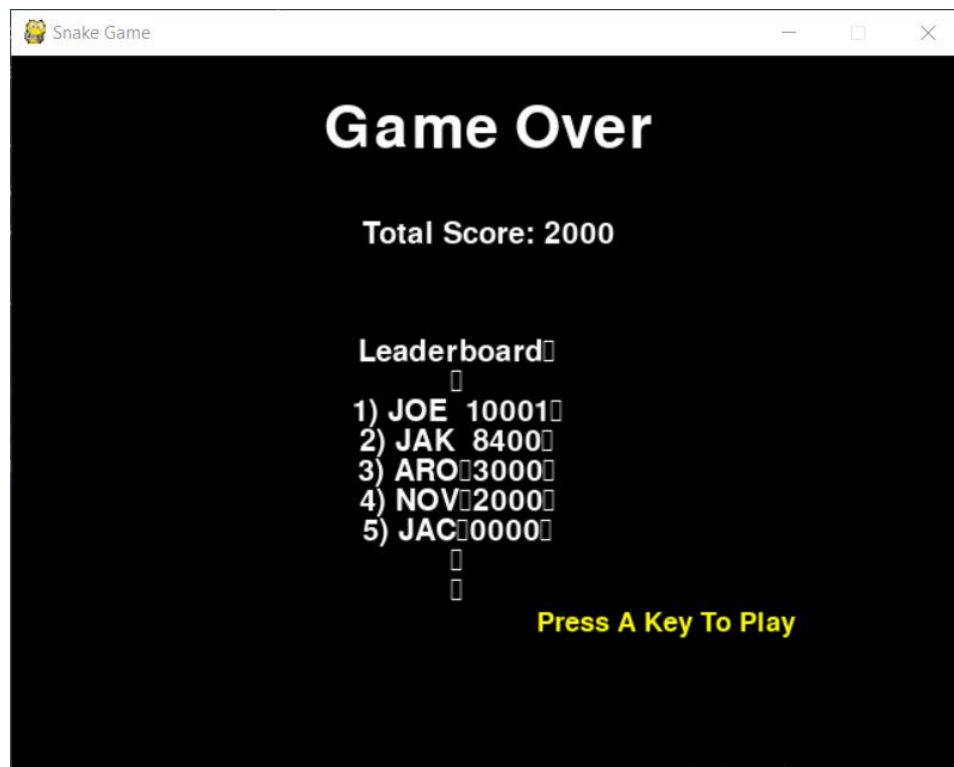 Snake Game
Game Over
Total Score: 2000
Leaderboard▯
▯
1) JOE  10001▯
2) JAK  8400▯
3) ARO▯3000▯
4) NOV▯2000▯
5) JAC▯0000▯
▯
▯
Press A Key To Play